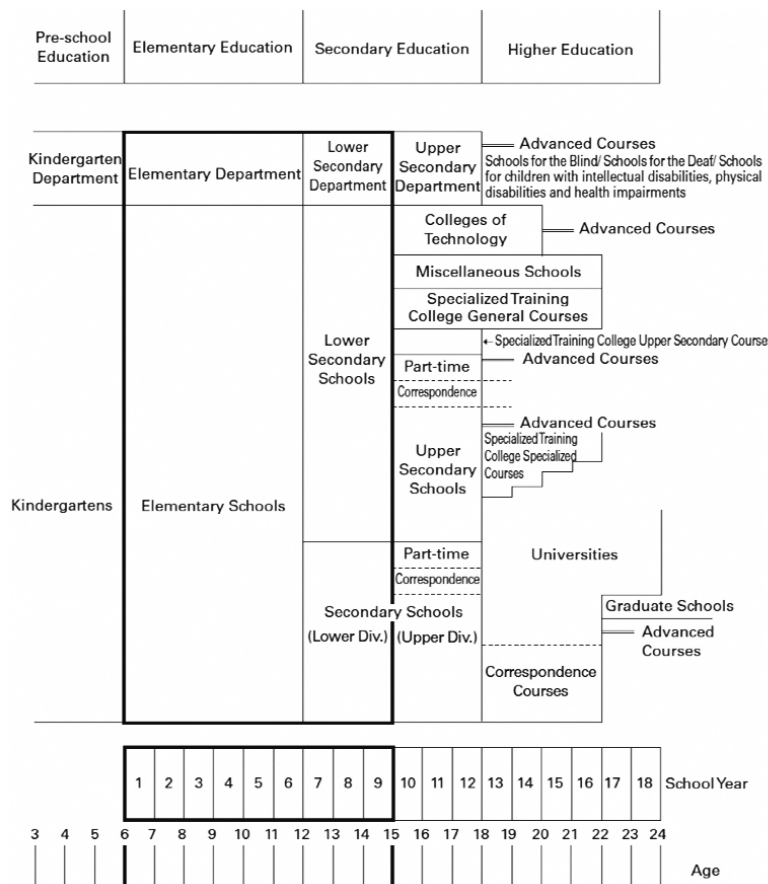 Pre-school
Education
Elementary Education
Secondary Education
Higher Education
Kindergarten
Department
Elementary Department
Lower
Secondary
Department
Upper
Secondary
Department
Advanced Courses
Schools for the Blind/ Schools for the Deaf/ Schools
for children with intellectual disabilities, physical
disabilities and health impairments
Colleges of
Technology
Advanced Courses
Miscellaneous Schools
Specialized Training
College General Courses
←Specialized Training College Upper Secondary Course
Lower
Secondary
Schools
Part-time
Advanced Courses
Correspondence
Advanced Courses
Upper
Secondary
Schools
Specialized Training
College Specialized
Courses
Kindergartens
Elementary Schools
Part-time
Correspondence
Universities
Secondary Schools
(Lower Div.) (Upper Div.)
Graduate Schools
Advanced
Courses
Correspondence
Courses
1 2 3 4 5 6 7 8 9 10 11 12 13 14 15 16 17 18 School Year
3 4 5 6 7 8 9 10 11 12 13 14 15 16 17 18 19 20 21 22 23 24
Age